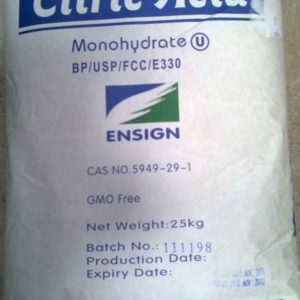 Citric Acid
Monohydrate U
BP/USP/FCC/E330
ENSIGN
CAS NO.5949-29-1
GMO Free
Net Weight:25kg
Batch No.: 111198
Production Date:
Expiry Date: